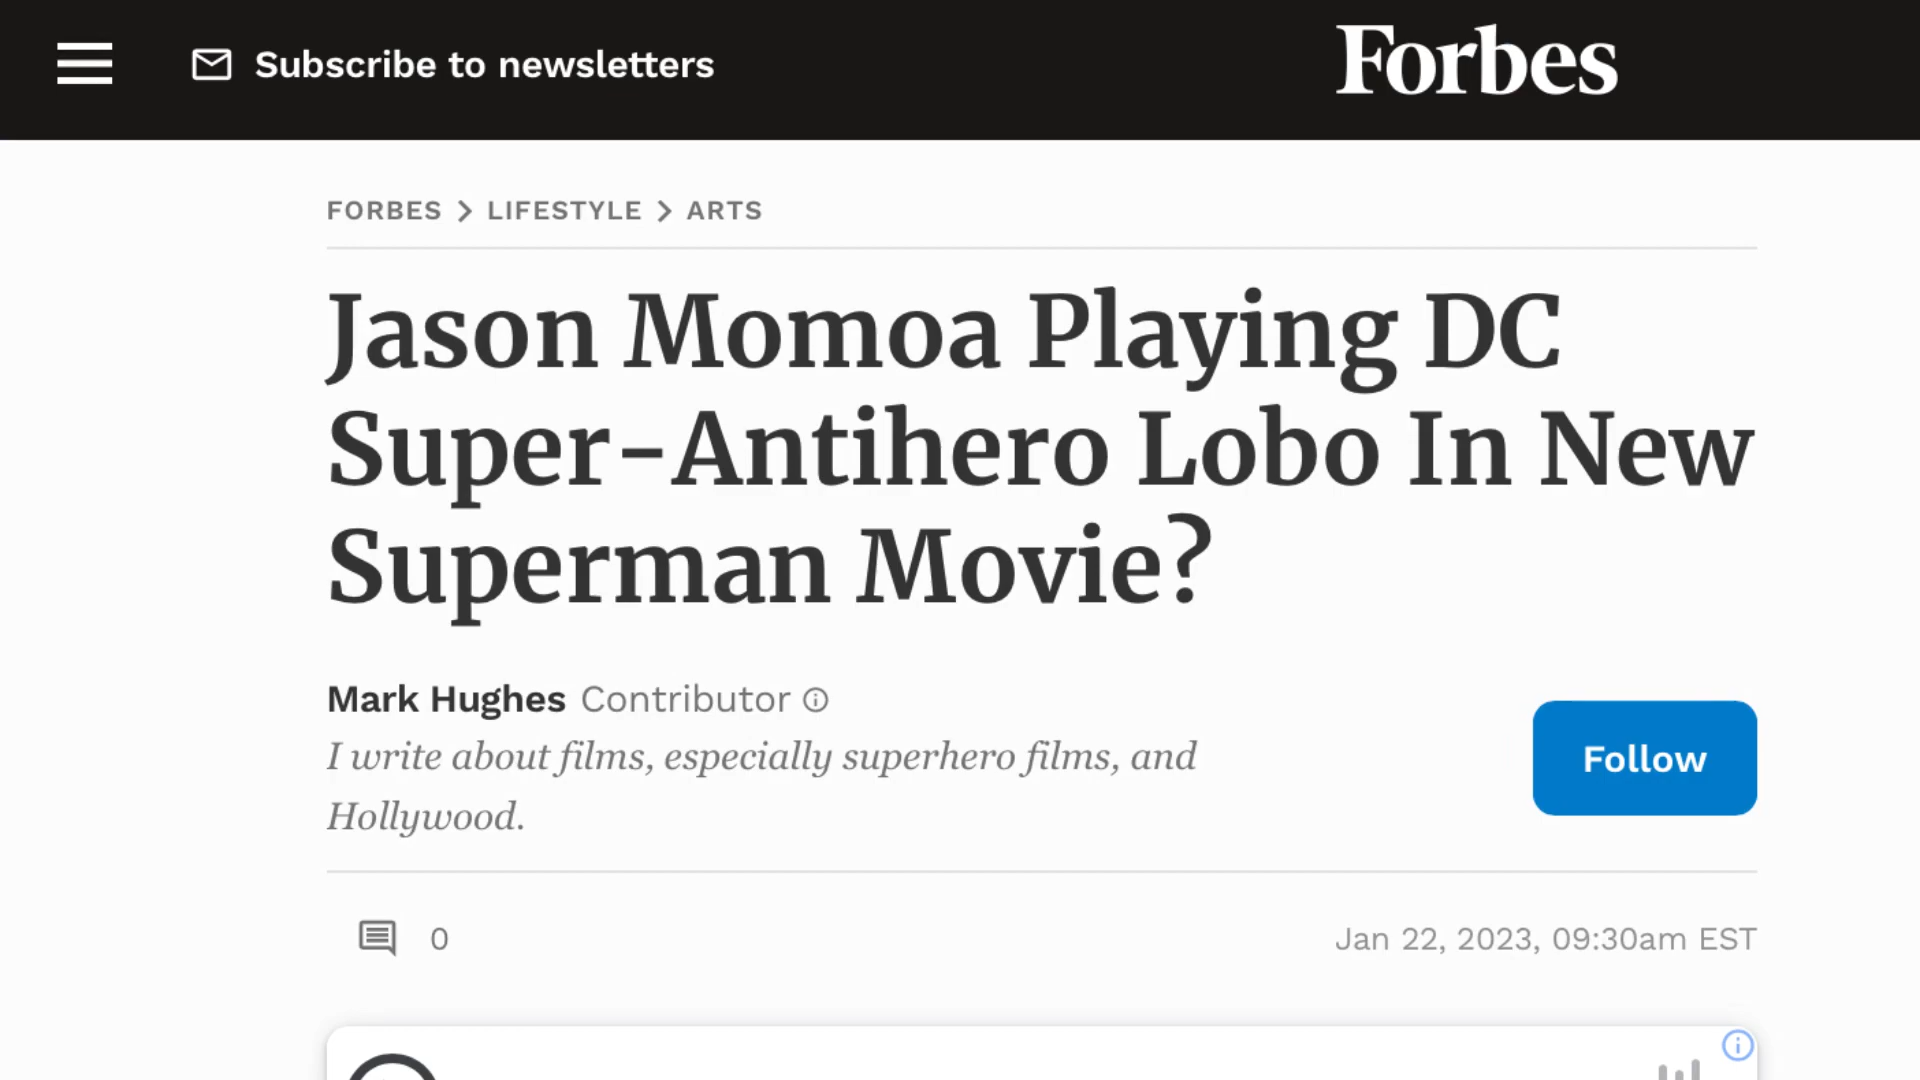 Subscribe to newsletters
Forbes
FORBES > LIFESTYLE > ARTS
Jason Momoa Playing DC
Super-Antihero Lobo In New
Superman Movie?
Mark Hughes Contributor
I write about films, especially superhero films, and
Hollywood.
Follow
0
Jan 22, 2023, 09:30am EST